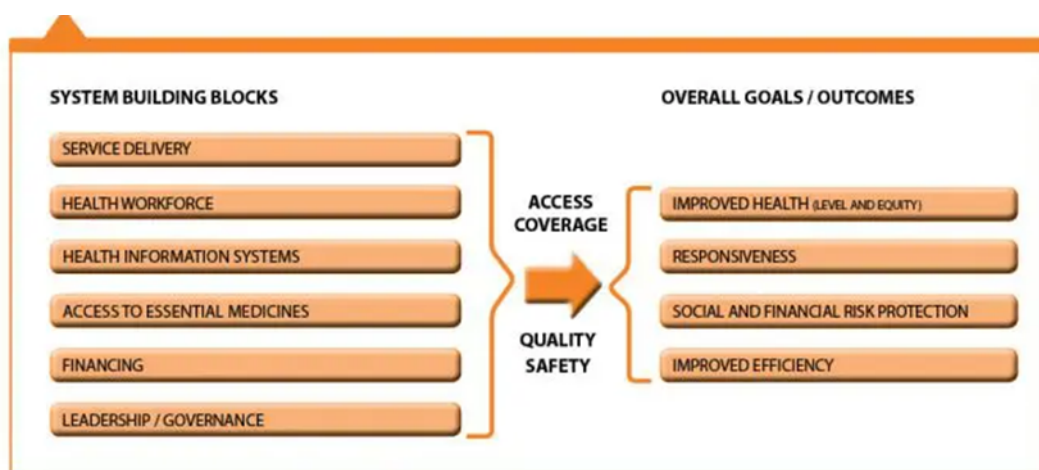 SYSTEM BUILDING BLOCKS
SERVICE DELIVERY
HEALTH WORKFORCE
HEALTH INFORMATION SYSTEMS
ACCESS TO ESSENTIAL MEDICINES
FINANCING
LEADERSHIP / GOVERNANCE
ACCESS
COVERAGE
QUALITY
SAFETY
OVERALL GOALS / OUTCOMES
IMPROVED HEALTH (LEVEL AND EQUITY)
RESPONSIVENESS
SOCIAL AND FINANCIAL RISK PROTECTION
IMPROVED EFFICIENCY